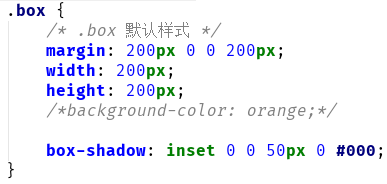 .box {
/* .box 默认样式 */
margin: 200px 0 0 200px;
width: 200px;
height: 200px;
/*background-color: orange;*/
box-shadow: inset 0 0 50px 0 #000;
}